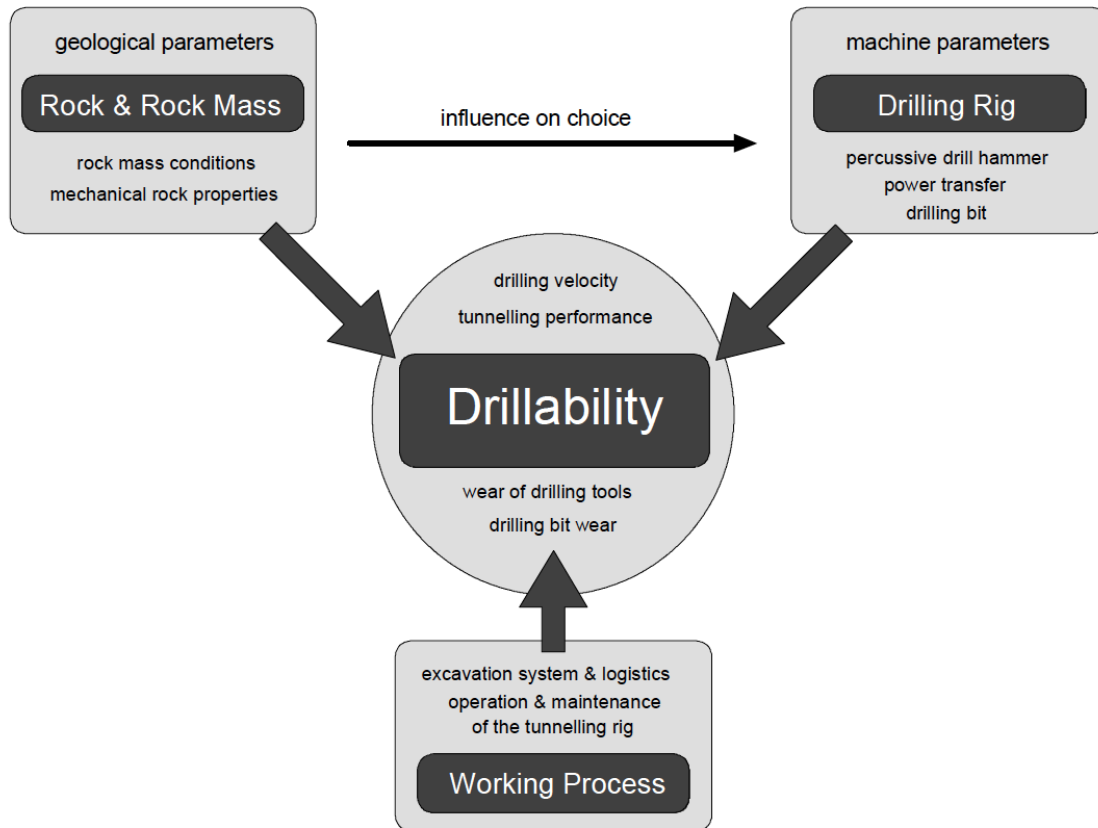 geological parameters
Rock & Rock Mass
rock mass conditions
mechanical rock properties
influence on choice
machine parameters
Drilling Rig
percussive drill hammer
power transfer
drilling bit
drilling velocity
tunnelling performance
Drillability
wear of drilling tools
drilling bit wear
excavation system & logistics
operation & maintenance
of the tunnelling rig
Working Process